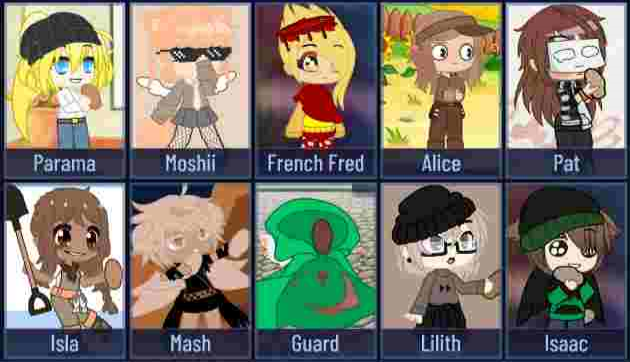 Parama
Moshii
French Fred
Alice
Pat
Isla
Mash
Guard
Lilith
Isaac